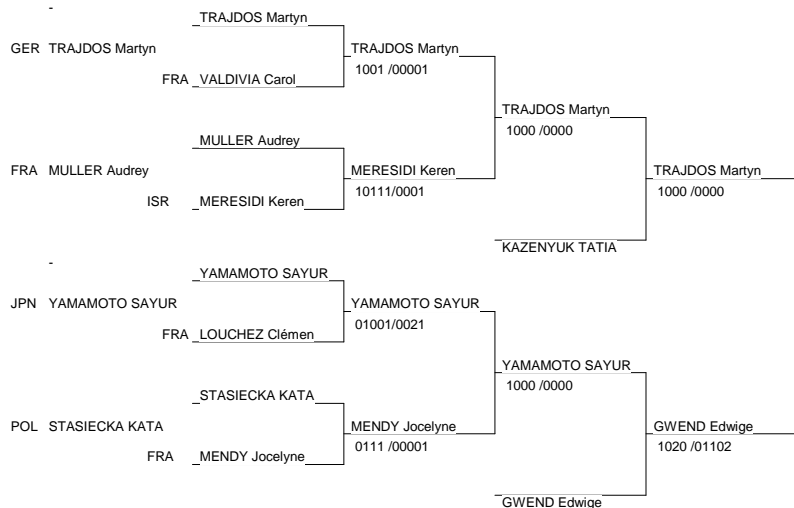 -
TRAJDOS Martyn
GER TRAJDOS Martyn
TRAJDOS Martyn
1001 /00001
FRA VALDIVIA Carol
TRAJDOS Martyn
1000 /0000
MULLER Audrey
FRA MULLER Audrey
MERESIDI Keren
10111/0001
TRAJDOS Martyn
1000 /0000
ISR MERESIDI Keren
KAZENYUK TATIA
-
YAMAMOTO SAYUR
JPN YAMAMOTO SAYUR
YAMAMOTO SAYUR
01001/0021
FRA LOUCHEZ Clémen
YAMAMOTO SAYUR
1000 /0000
STASIECKA KATA
POL STASIECKA KATA
MENDY Jocelyne
0111 /00001
GWEND Edwige
1020 /01102
FRA MENDY Jocelyne
GWEND Edwige